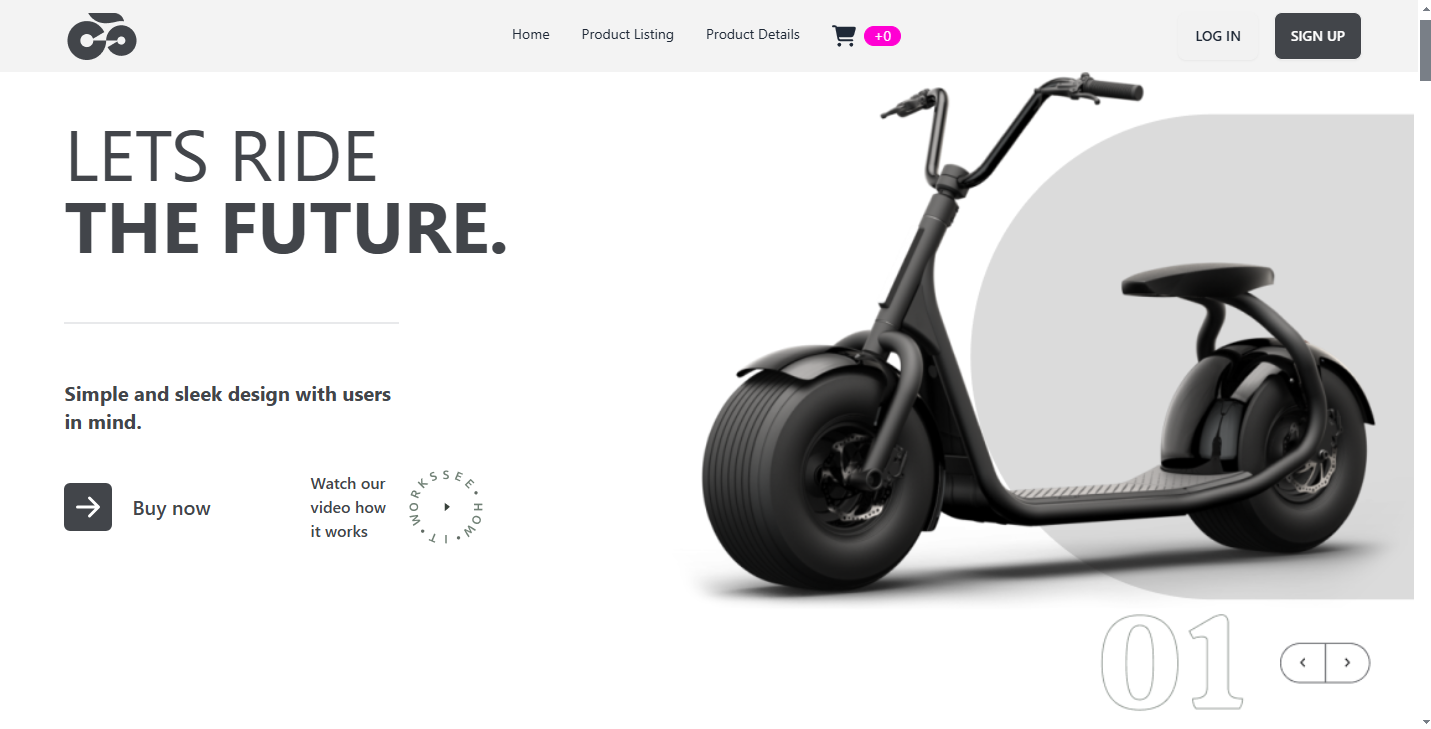 Home
Product Listing
Product Details
+0
LOG IN
SIGN UP
LETS RIDE
THE FUTURE.
Simple and sleek design with users
in mind.
Buy now
Watch our
video how
it works
SEE • HOW • IT • WORKS
01